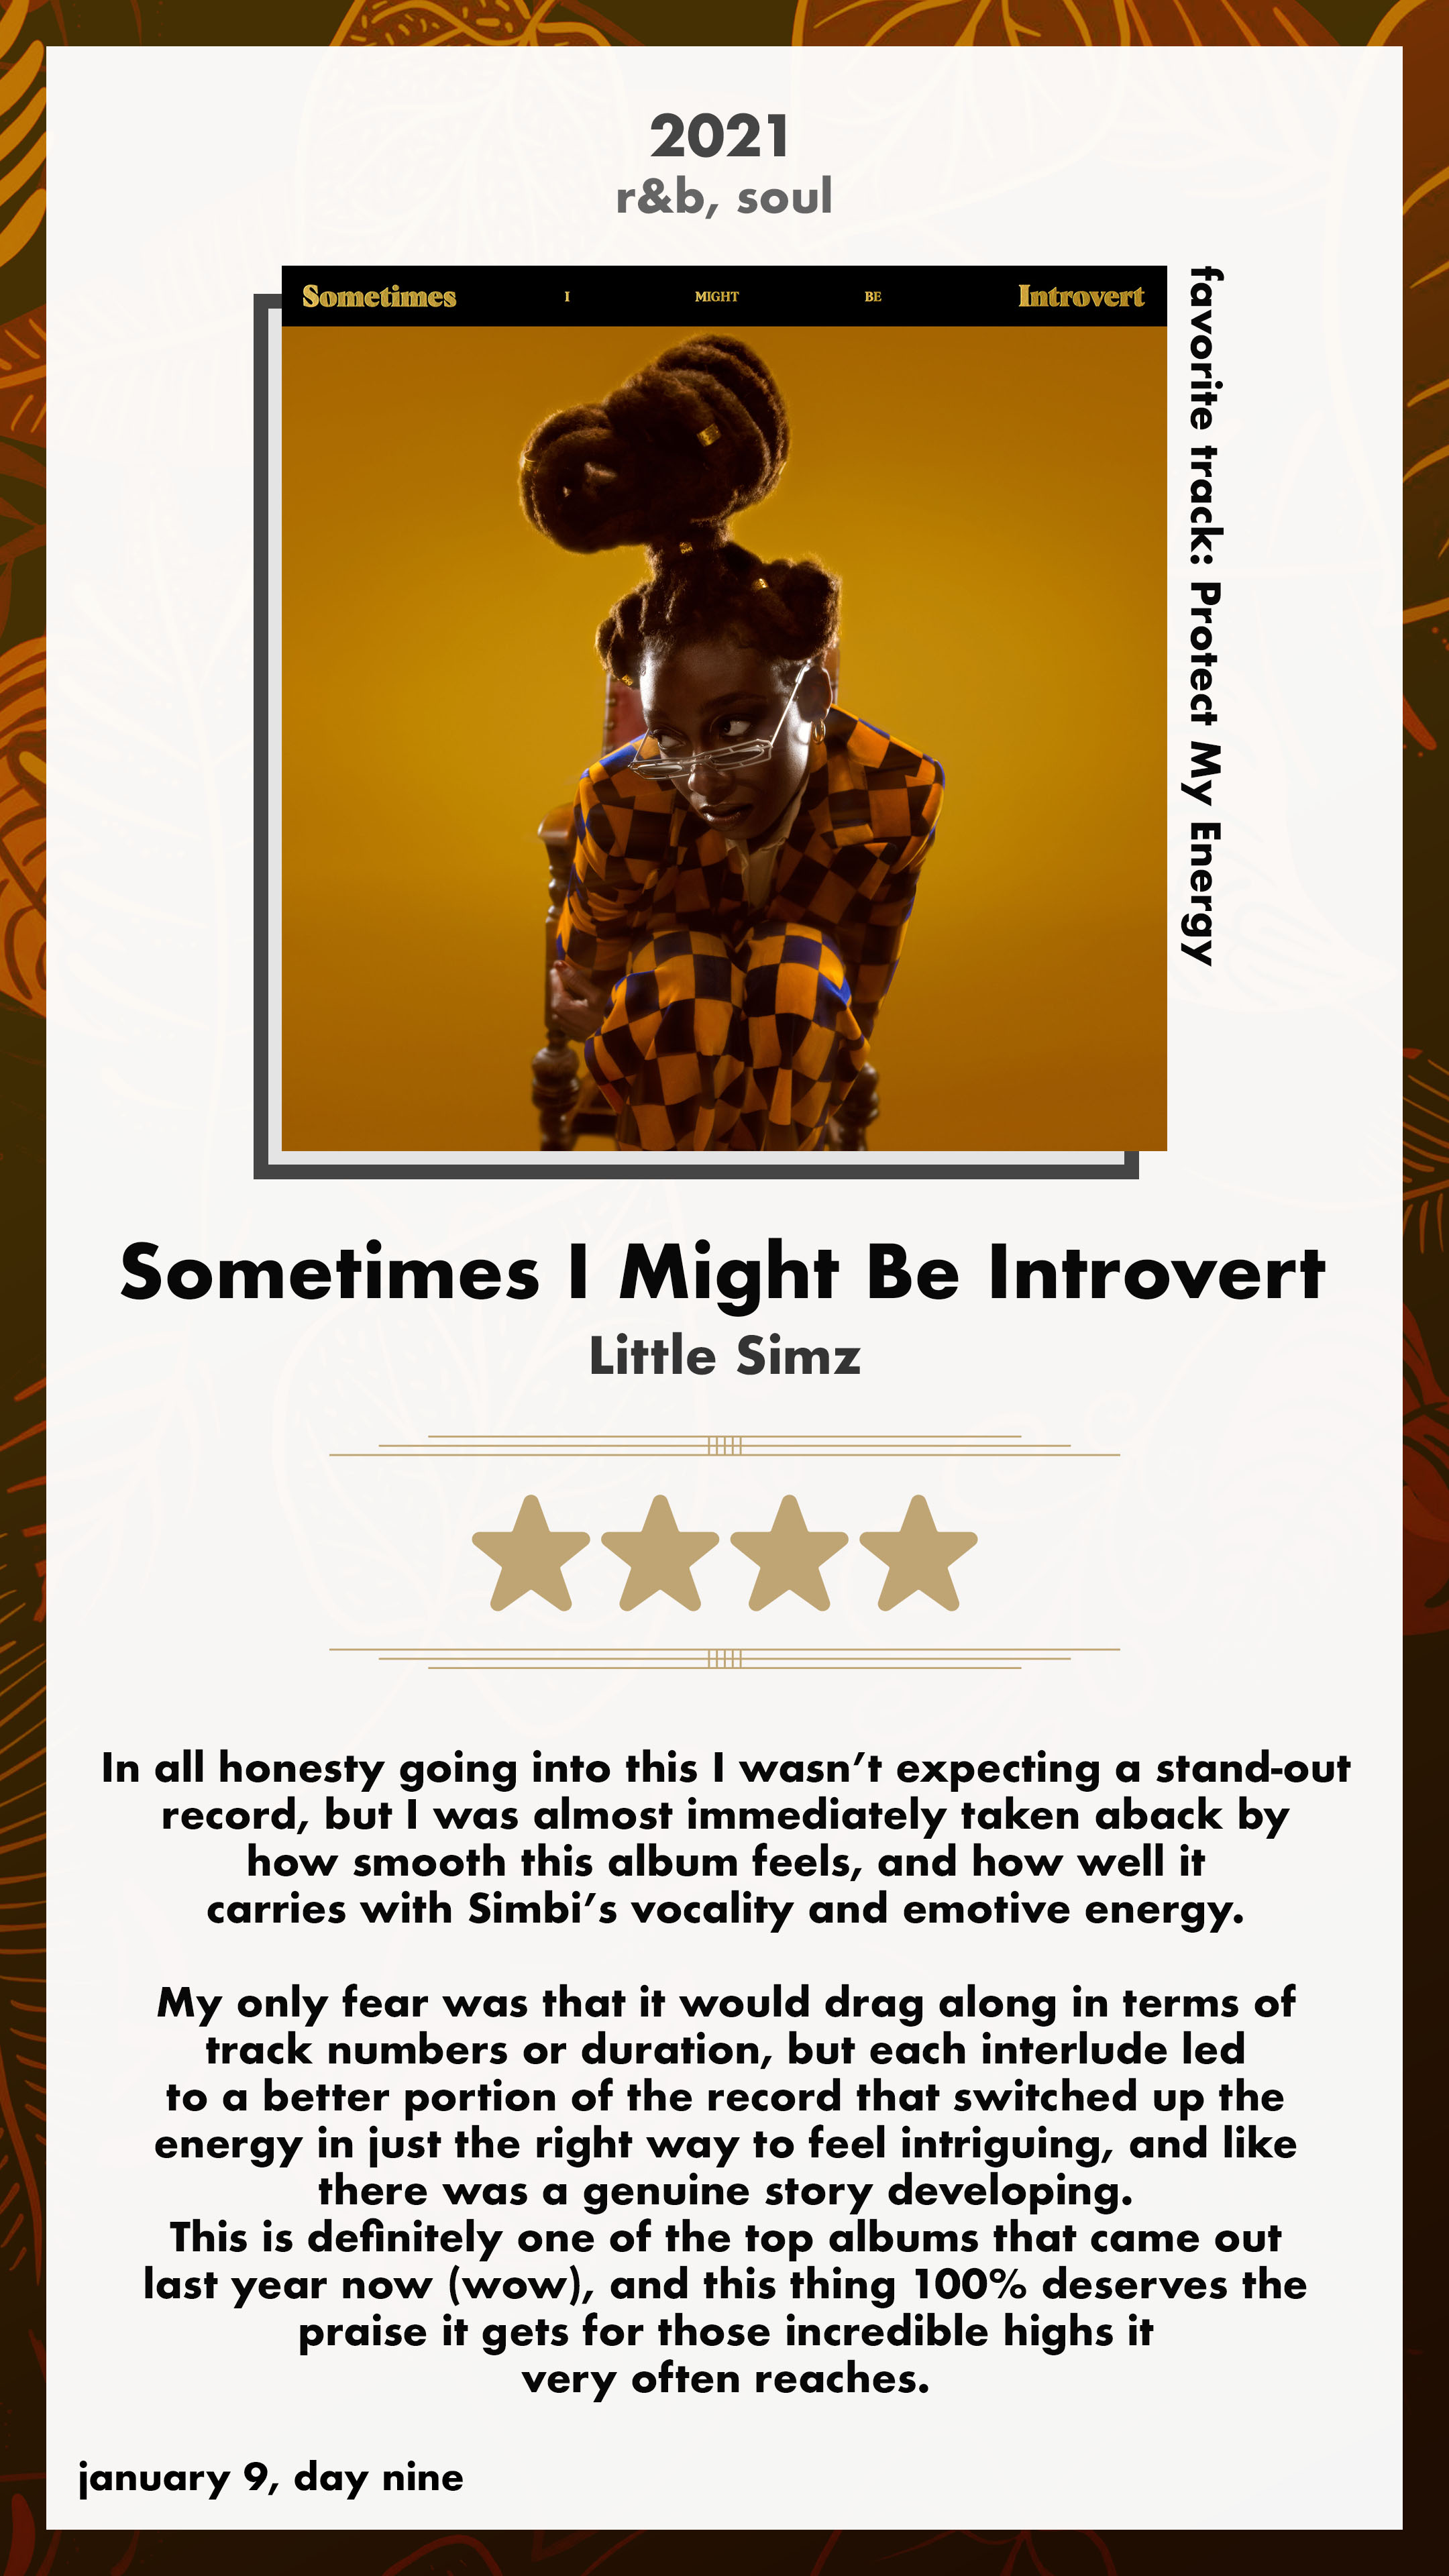 2021
r&b, soul
Sometimes I MIGHT BE Introvert
favorite track: Protect My Energy
Sometimes I Might Be Introvert
Little Simz
In all honesty going into this I wasn’t expecting a stand-out
record, but I was almost immediately taken aback by
how smooth this album feels, and how well it
carries with Simbi’s vocality and emotive energy.
My only fear was that it would drag along in terms of
track numbers or duration, but each interlude led
to a better portion of the record that switched up the
energy in just the right way to feel intriguing, and like
there was a genuine story developing.
This is definitely one of the top albums that came out
last year now (wow), and this thing 100% deserves the
praise it gets for those incredible highs it
very often reaches.
january 9, day nine